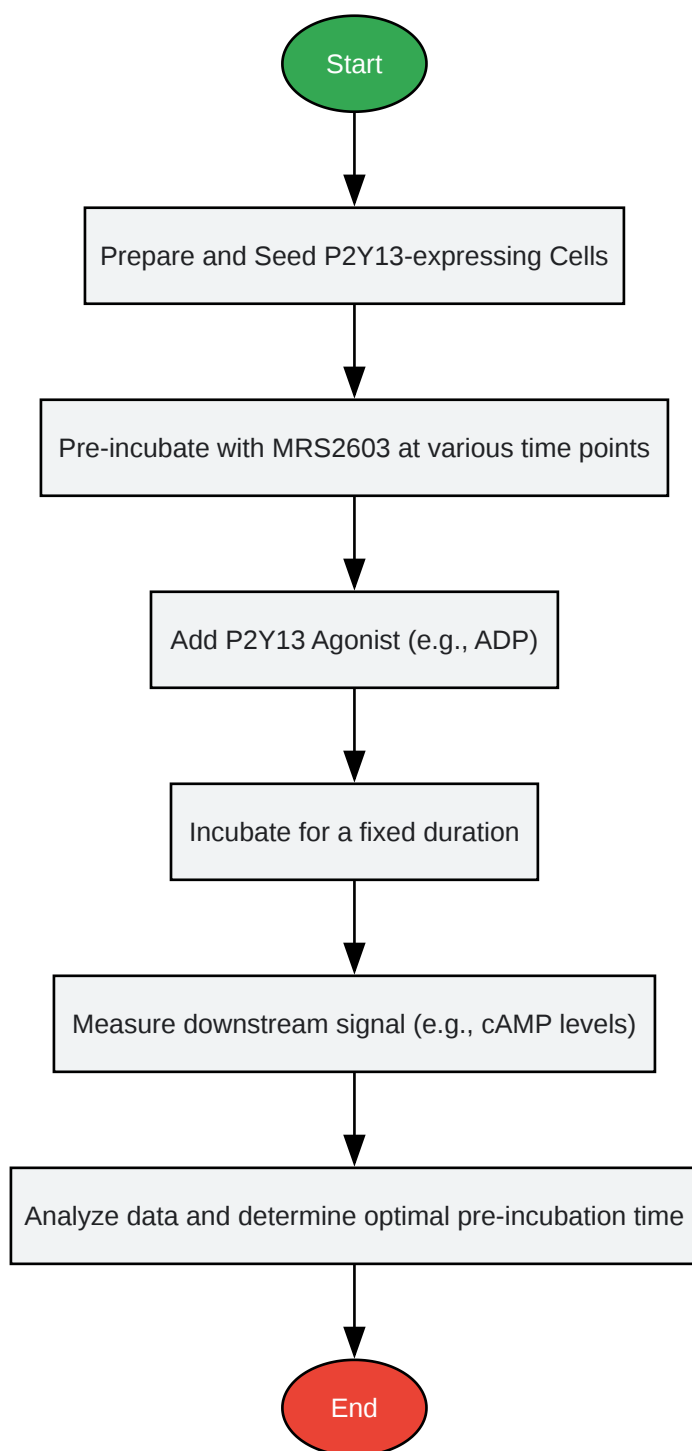 Start
Prepare and Seed P2Y13-expressing Cells
Pre-incubate with MRS2603 at various time points
Add P2Y13 Agonist (e.g., ADP)
Incubate for a fixed duration
Measure downstream signal (e.g., cAMP levels)
Analyze data and determine optimal pre-incubation time
End